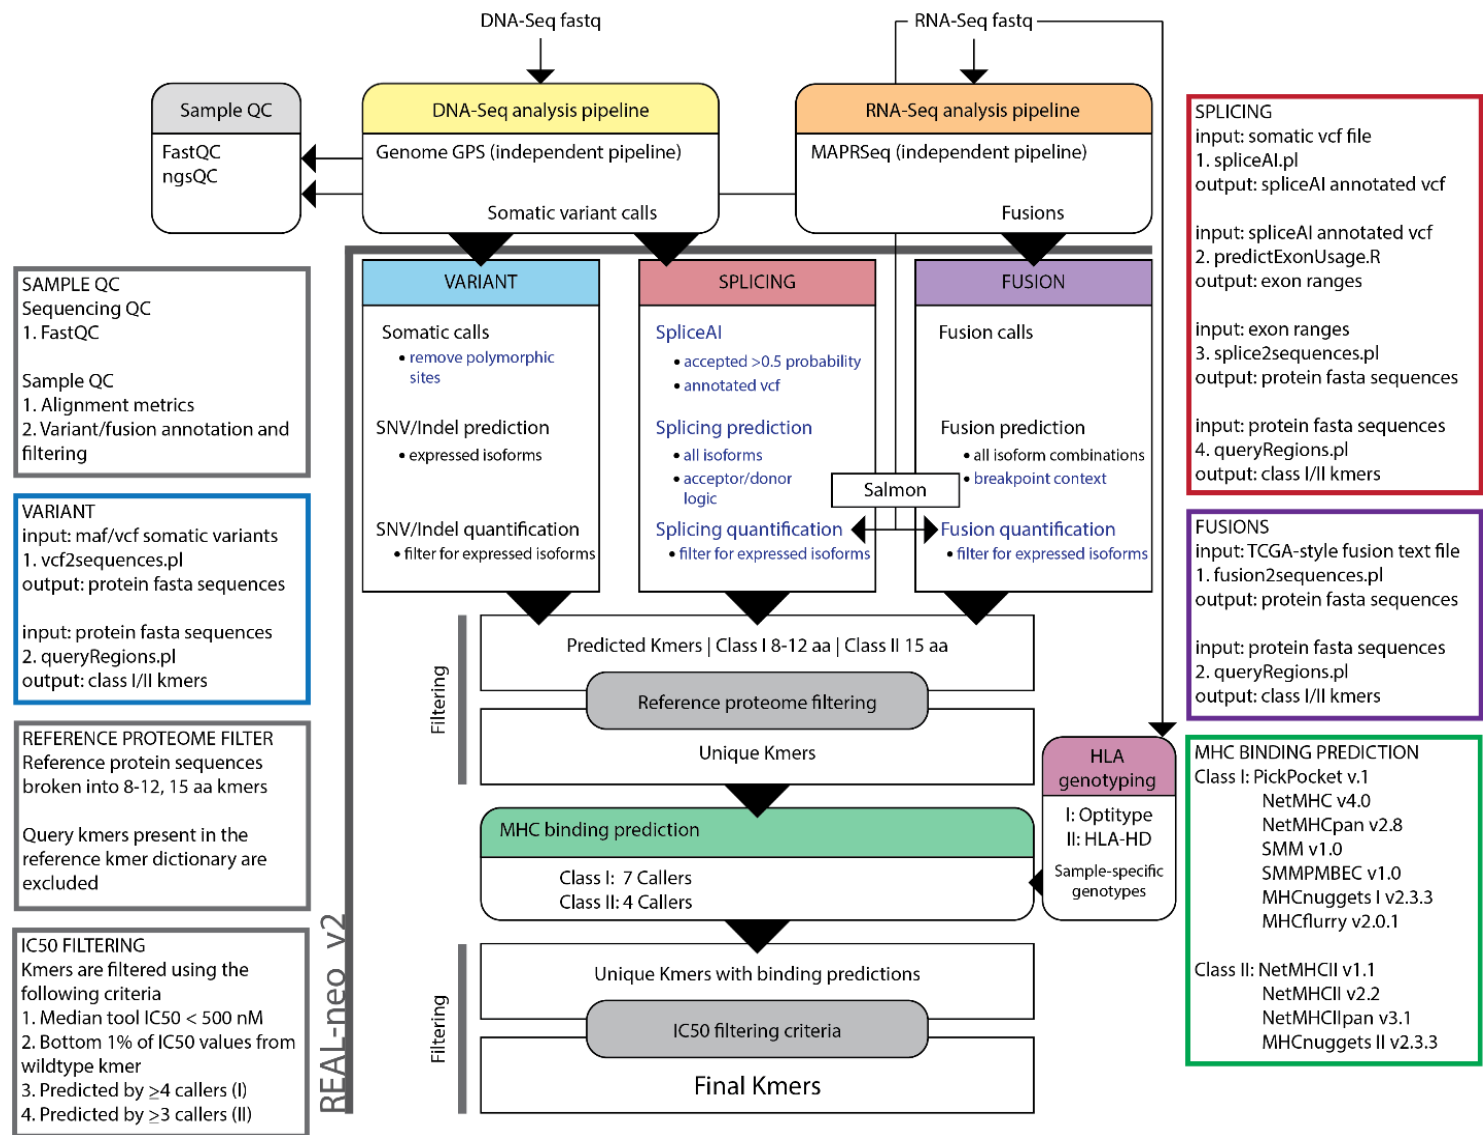 DNA-Seq fastq
RNA-Seq fastq
Sample QC
FastQC
ngsQC
DNA-Seq analysis pipeline
Genome GPS (independent pipeline)
Somatic variant calls
RNA-Seq analysis pipeline
MAPRSeq (independent pipeline)
Fusions
SAMPLE QC
Sequencing QC
1. FastQC
Sample QC
1. Alignment metrics
2. Variant/fusion annotation and
filtering
VARIANT
input: maf/vcf somatic variants
1. vcf2sequences.pl
output: protein fasta sequences
input: protein fasta sequences
2. queryRegions.pl
output: class I/II kmers
REFERENCE PROTEOME FILTER
Reference protein sequences
broken into 8-12, 15 aa kmers
Query kmers present in the
reference kmer dictionary are
excluded
IC50 FILTERING
Kmers are filtered using the
following criteria
1. Median tool IC50 < 500 nM
2. Bottom 1% of IC50 values from
wildtype kmer
3. Predicted by ≥4 callers (I)
4. Predicted by ≥3 callers (II)
REAL-neo v2
VARIANT
Somatic calls
• remove polymorphic
sites
SNV/Indel prediction
• expressed isoforms
SNV/Indel quantification
• filter for expressed isoforms
SPLICING
SpliceAI
• accepted >0.5 probability
• annotated vcf
Splicing prediction
• all isoforms
• acceptor/donor
logic
Splicing quantification
• filter for expressed isoforms
FUSION
Fusion calls
Fusion prediction
• all isoform combinations
• breakpoint context
Salmon
Fusion quantification
• filter for expressed isoforms
Filtering
Predicted Kmers | Class I 8-12 aa | Class II 15 aa
Reference proteome filtering
Unique Kmers
HLA
genotyping
I: Optitype
II: HLA-HD
Sample-specific
genotypes
MHC binding prediction
Class I: 7 Callers
Class II: 4 Callers
Filtering
Unique Kmers with binding predictions
IC50 filtering criteria
Final Kmers
SPLICING
input: somatic vcf file
1. spliceAI.pl
output: spliceAI annotated vcf
input: spliceAI annotated vcf
2. predictExonUsage.R
output: exon ranges
input: exon ranges
3. splice2sequences.pl
output: protein fasta sequences
input: protein fasta sequences
4. queryRegions.pl
output: class I/II kmers
FUSIONS
input: TCGA-style fusion text file
1. fusion2sequences.pl
output: protein fasta sequences
input: protein fasta sequences
2. queryRegions.pl
output: class I/II kmers
MHC BINDING PREDICTION
Class I: PickPocket v.1
NetMHC v4.0
NetMHCpan v2.8
SMM v1.0
SMMPMBEC v1.0
MHCnuggets I v2.3.3
MHCflurry v2.0.1
Class II: NetMHCII v1.1
NetMHCII v2.2
NetMHCIIpan v3.1
MHCnuggets II v2.3.3